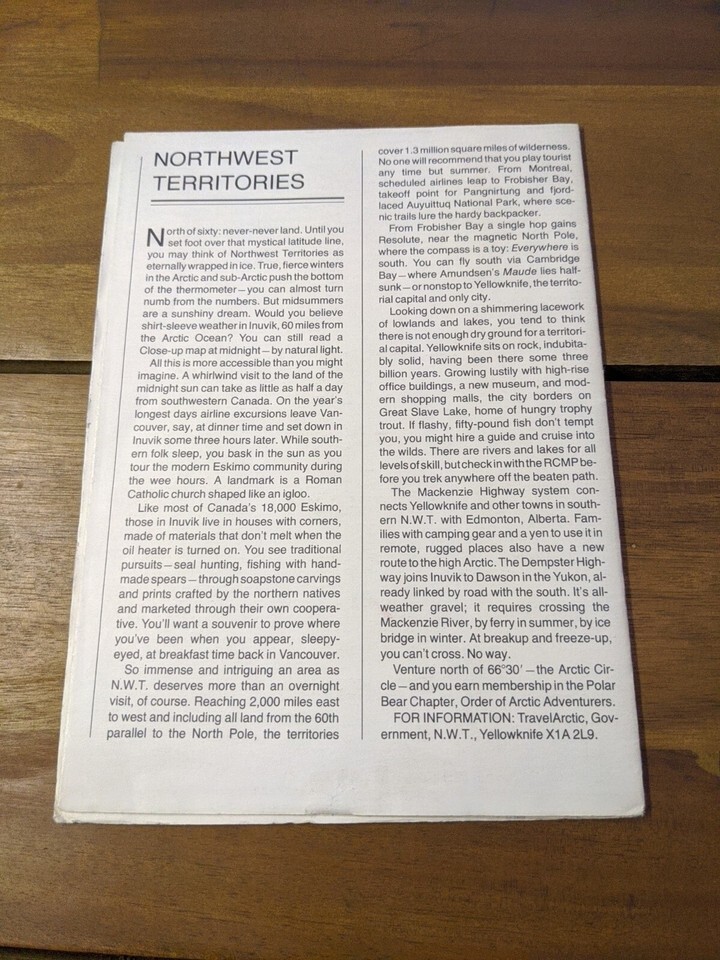 NORTHWEST
TERRITORIES
North of sixty: never-never land. Until you
set foot over that mystical latitude line,
you may think of Northwest Territories as
eternally wrapped in ice. True, fierce winters
in the Arctic and sub-Arctic push the bottom
of the thermometer—you can almost turn
numb from the numbers. But midsummers
are a sunshiny dream. Would you believe
shirt-sleeve weather in Inuvik, 60 miles from
the Arctic Ocean? You can still read a
Close-up map at midnight—by natural light.
All this is more accessible than you might
imagine. A whirlwind visit to the land of the
midnight sun can take as little as half a day
from southwestern Canada. On the year's
longest days airline excursions leave Van-
couver, say, at dinner time and set down in
Inuvik some three hours later. While south-
ern folk sleep, you bask in the sun as you
tour the modern Eskimo community during
the wee hours. A landmark is a Roman
Catholic church shaped like an igloo.
Like most of Canada's 18,000 Eskimo,
those in Inuvik live in houses with corners,
made of materials that don't melt when the
oil heater is turned on. You see traditional
pursuits—seal hunting, fishing with hand-
made spears—through soapstone carvings
and prints crafted by the northern natives
and marketed through their own coopera-
tive. You'll want a souvenir to prove where
you've been when you appear, sleepy-
eyed, at breakfast time back in Vancouver.
So immense and intriguing an area as
N.W.T. deserves more than an overnight
visit, of course. Reaching 2,000 miles east
to west and including all land from the 60th
parallel to the North Pole, the territories
cover 1.3 million square miles of wilderness.
No one will recommend that you play tourist
any time but summer. From Montreal,
scheduled airlines leap to Frobisher Bay,
takeoff point for Pangnirtung and fjord-
laced Auyuittuq National Park, where sce-
nic trails lure the hardy backpacker.
From Frobisher Bay a single hop gains
Resolute, near the magnetic North Pole,
where the compass is a toy: Everywhere is
south. You can fly south via Cambridge
Bay—where Amundsen's Maude lies half-
sunk—or nonstop to Yellowknife, the territo-
rial capital and only city.
Looking down on a shimmering lacework
of lowlands and lakes, you tend to think
there is not enough dry ground for a territori-
al capital. Yellowknife sits on rock, indubita-
bly solid, having been there some three
billion years. Growing lustily with high-rise
office buildings, a new museum, and mod-
ern shopping malls, the city borders on
Great Slave Lake, home of hungry trophy
trout. If flashy, fifty-pound fish don't tempt
you, you might hire a guide and cruise into
the wilds. There are rivers and lakes for all
levels of skill, but check in with the RCMP be-
fore you trek anywhere off the beaten path.
The Mackenzie Highway system con-
nects Yellowknife and other towns in south-
ern N.W.T. with Edmonton, Alberta. Fam-
ilies with camping gear and a yen to use it in
remote, rugged places also have a new
route to the high Arctic. The Dempster High-
way joins Inuvik to Dawson in the Yukon, al-
ready linked by road with the south. It's all-
weather gravel; it requires crossing the
Mackenzie River, by ferry in summer, by ice
bridge in winter. At breakup and freeze-up,
you can't cross. No way.
Venture north of 66°30′—the Arctic Cir-
cle—and you earn membership in the Polar
Bear Chapter, Order of Arctic Adventurers.
FOR INFORMATION: TravelArctic, Gov-
ernment, N.W.T., Yellowknife X1A 2L9.